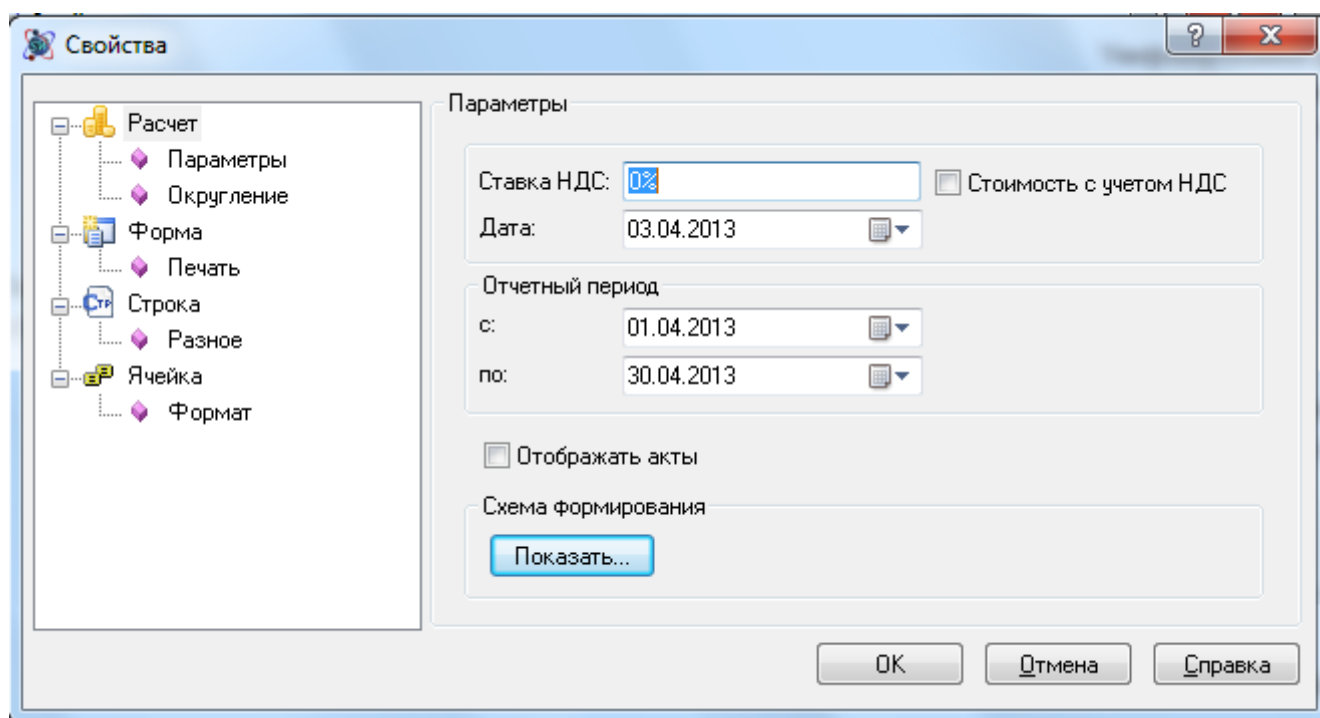 Свойства
Расчет
Параметры
Округление
Форма
Печать
Строка
Разное
Ячейка
Формат
Параметры
Ставка НДС: 0% Стоимость с учетом НДС
Дата: 03.04.2013
Отчетный период
с: 01.04.2013
по: 30.04.2013
Отображать акты
Схема формирования
Показать...
OK Отмена Справка